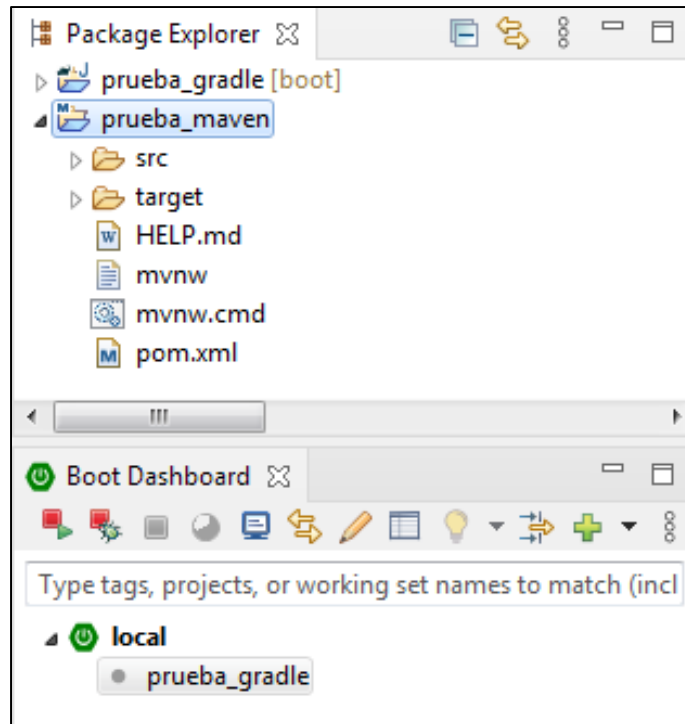 Package Explorer
prueba_gradle [boot]
prueba_maven
src
target
HELP.md
mvnw
mvnw.cmd
pom.xml
Boot Dashboard
Type tags, projects, or working set names to match (incl
local
prueba_gradle